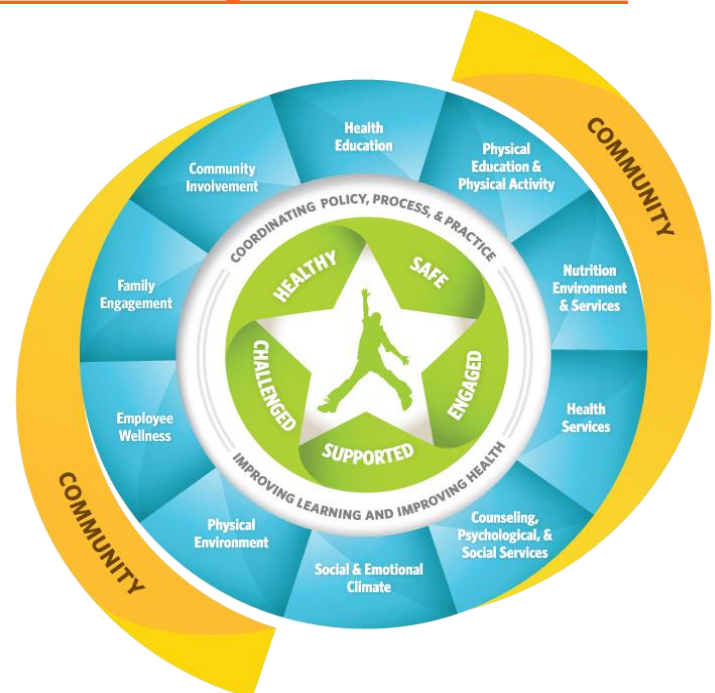 COMMUNITY
Health
Education
Physical
Education &
Physical Activity
Nutrition
Environment
& Services
Health
Services
Counseling,
Psychological, &
Social Services
Social & Emotional
Climate
Physical
Environment
Employee
Wellness
Family
Engagement
Community
Involvement
COORDINATING POLICY, PROCESS, & PRACTICE
IMPROVING LEARNING AND IMPROVING HEALTH
HEALTHY
SAFE
ENGAGED
SUPPORTED
CHALLENGED
COMMUNITY